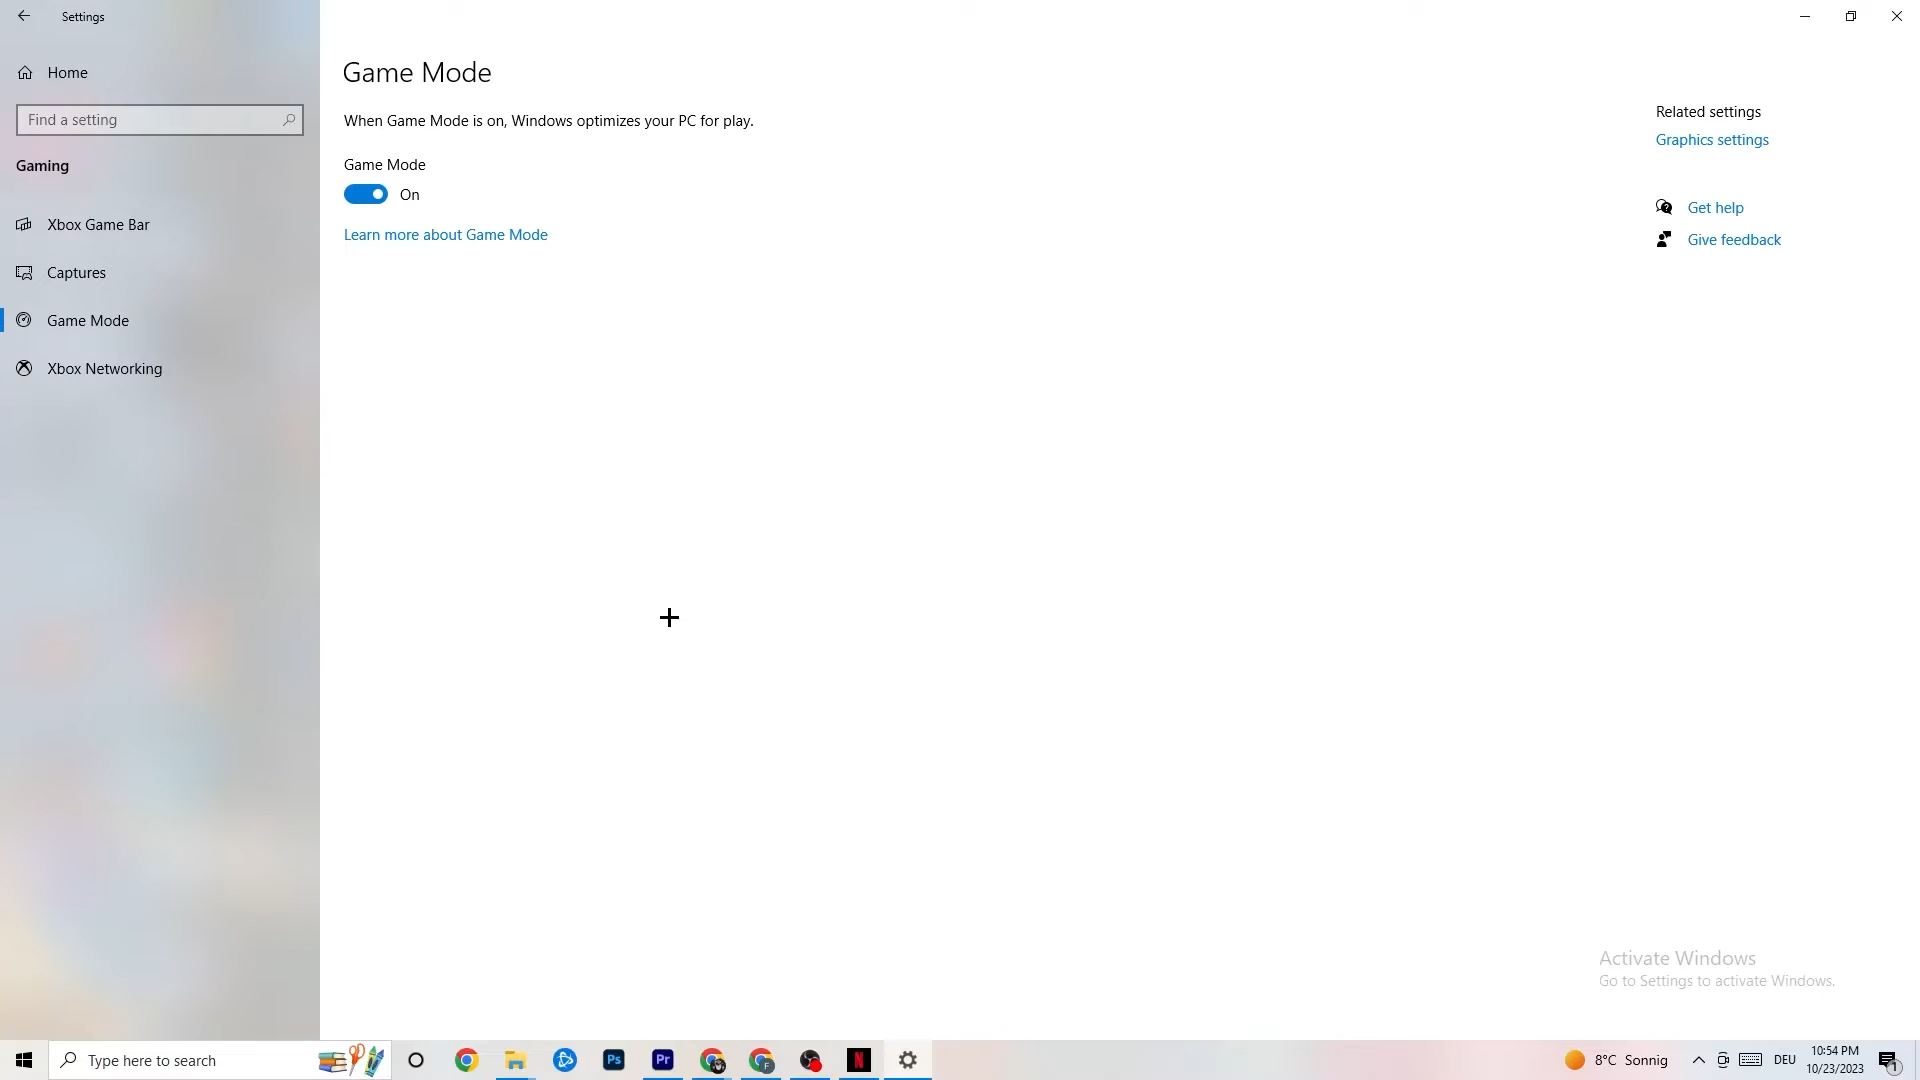 Settings
Home
Find a setting
Gaming
Xbox Game Bar
Captures
Game Mode
Xbox Networking
Game Mode
When Game Mode is on, Windows optimizes your PC for play.
Game Mode
On
Learn more about Game Mode
Related settings
Graphics settings
Get help
Give feedback
Activate Windows
Go to Settings to activate Windows.
Type here to search
Ps
Pr
F
N
8°C Sonnig
DEU
10:54 PM
10/23/2023
1